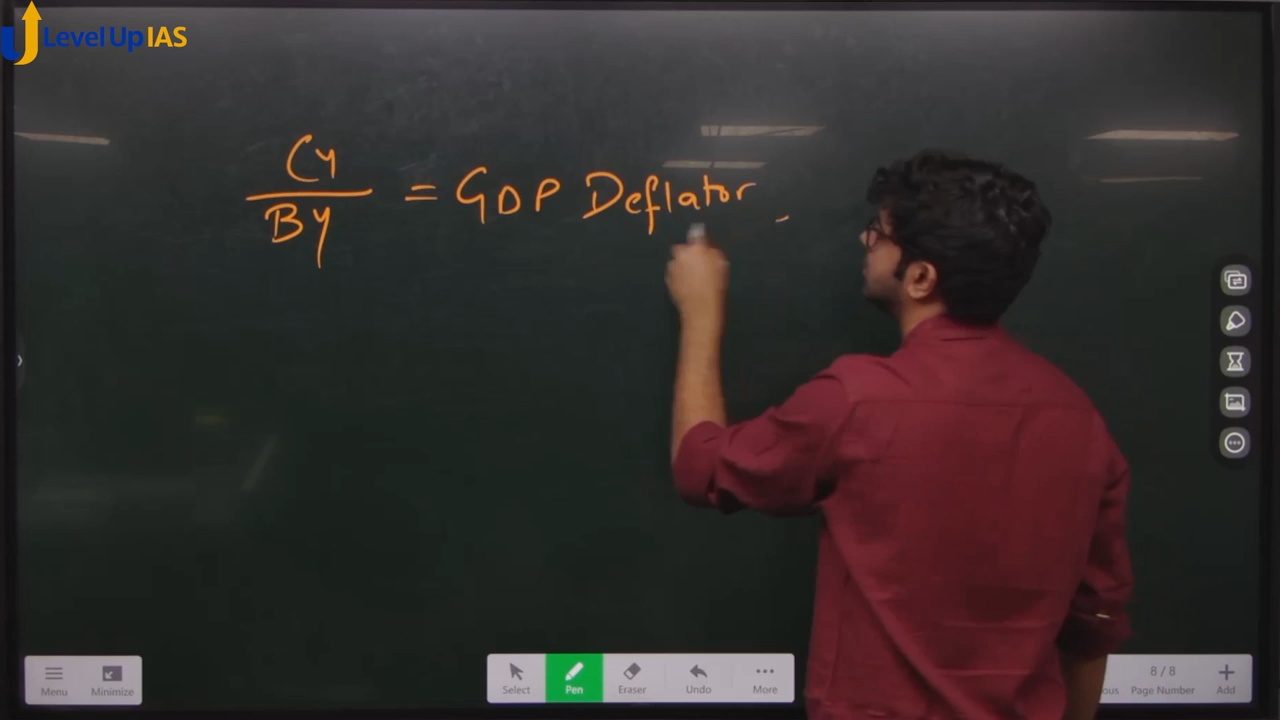 Level Up IAS
Cy
By
= GDP Deflator
Menu
Minimize
Select
Pen
Eraser
Undo
More
ous
8 / 8
Page Number
Add